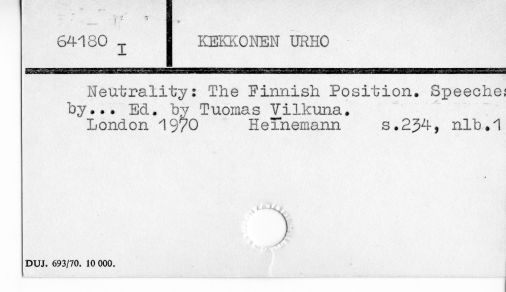 64180 I
KEKKONEN URHO
Neutrality: The Finnish Position. Speeches
by... Ed. by Tuomas Vilkuna.
London 1970 Heinemann s.234, nlb.1
DUJ. 693/70. 10 000.